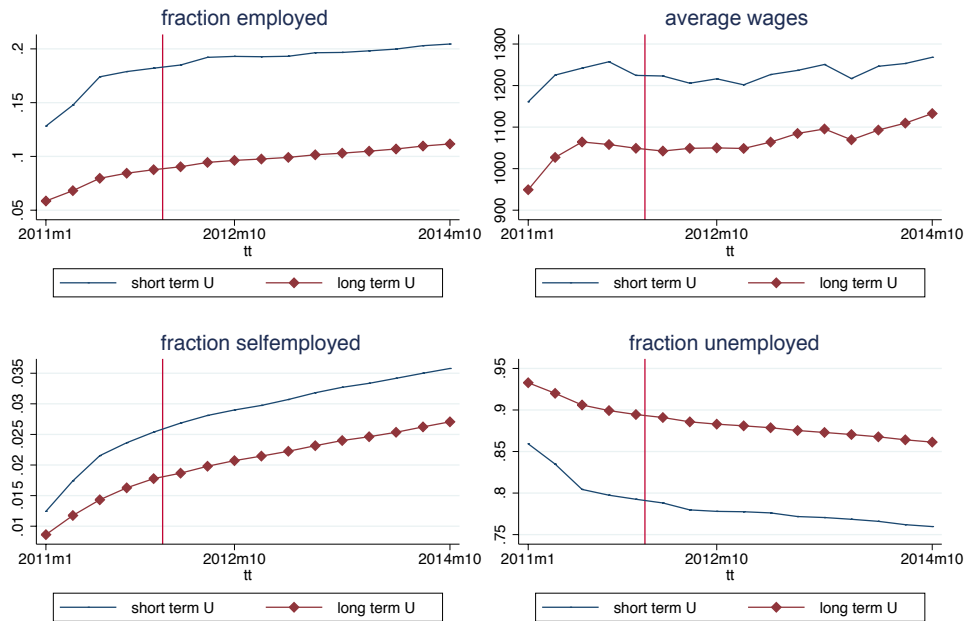 fraction employed
.2
.15
.1
.05
2011m1 2012m10 2014m10
tt
short term U long term U
average wages
1300
1200
1100
1000
900
2011m1 2012m10 2014m10
tt
short term U long term U
fraction selfemployed
.035
.03
.025
.02
.015
.01
2011m1 2012m10 2014m10
tt
short term U long term U
fraction unemployed
.95
.9
.85
.8
.75
2011m1 2012m10 2014m10
tt
short term U long term U